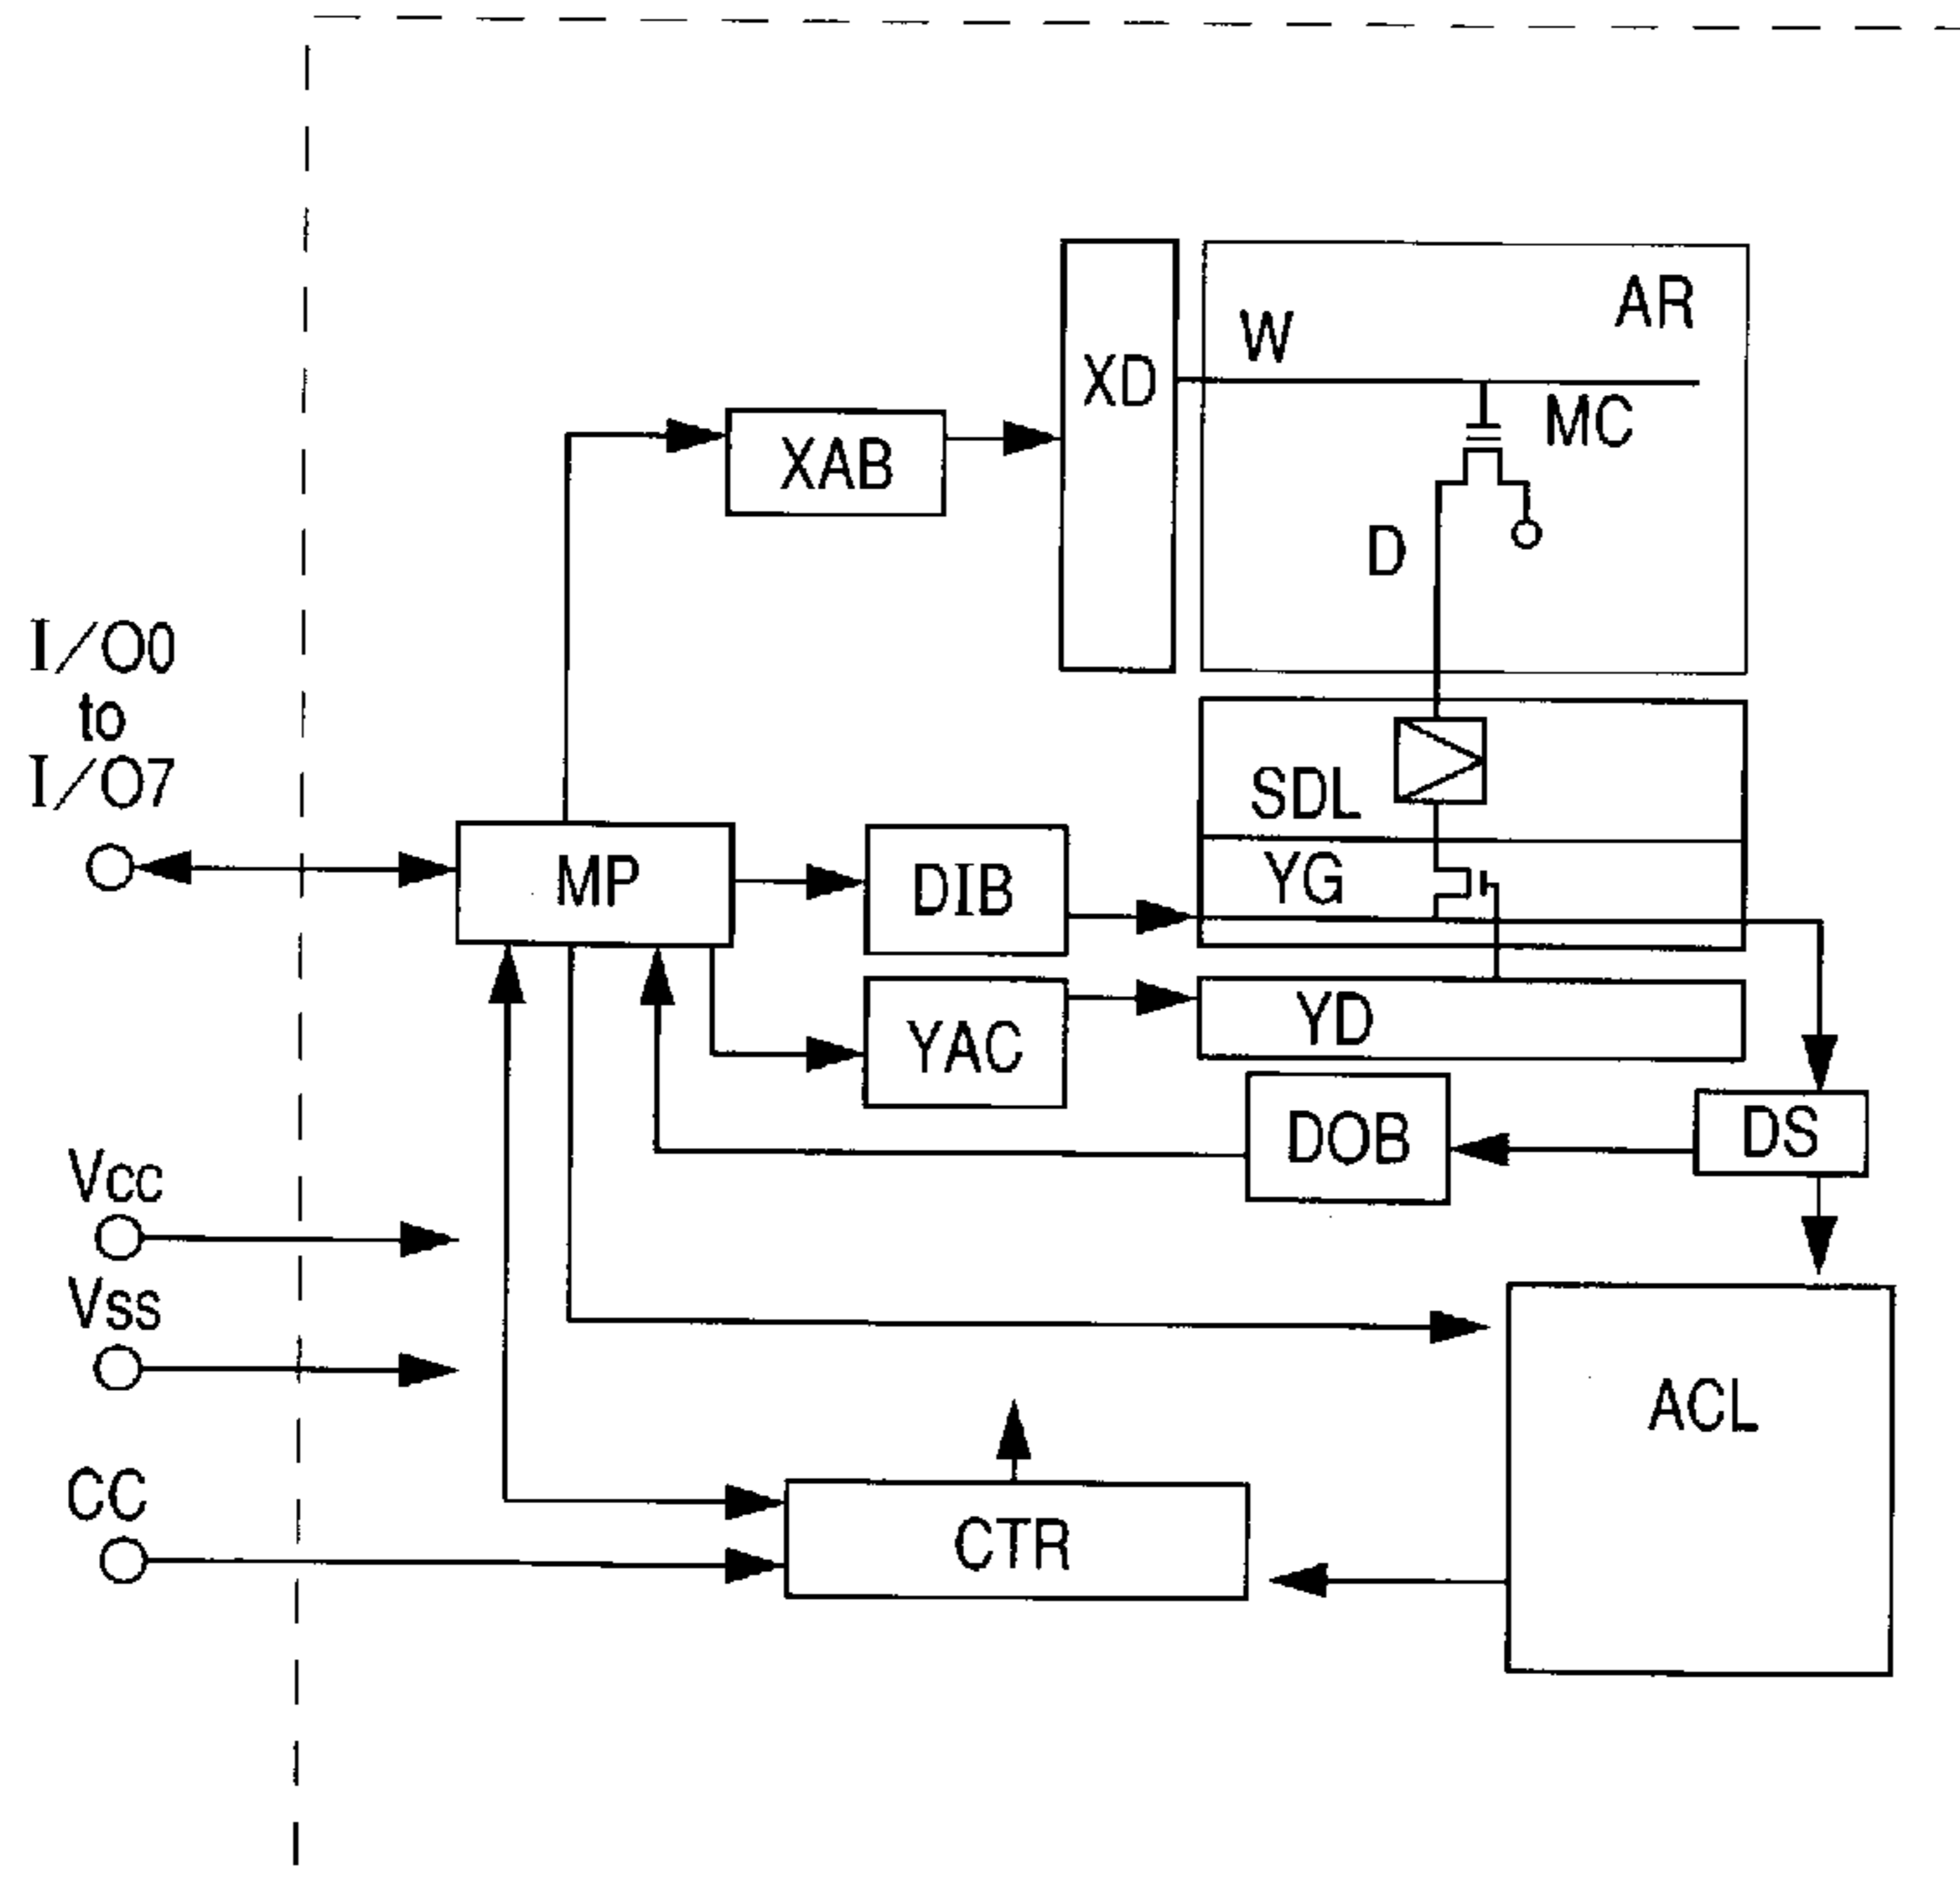 AR
W
XD
MC
XAB
D
I/O0
to
I/O7
SDL
MP
DIB
YG
YAC
YD
DOB
DS
Vcc
Vss
ACL
CC
CTR